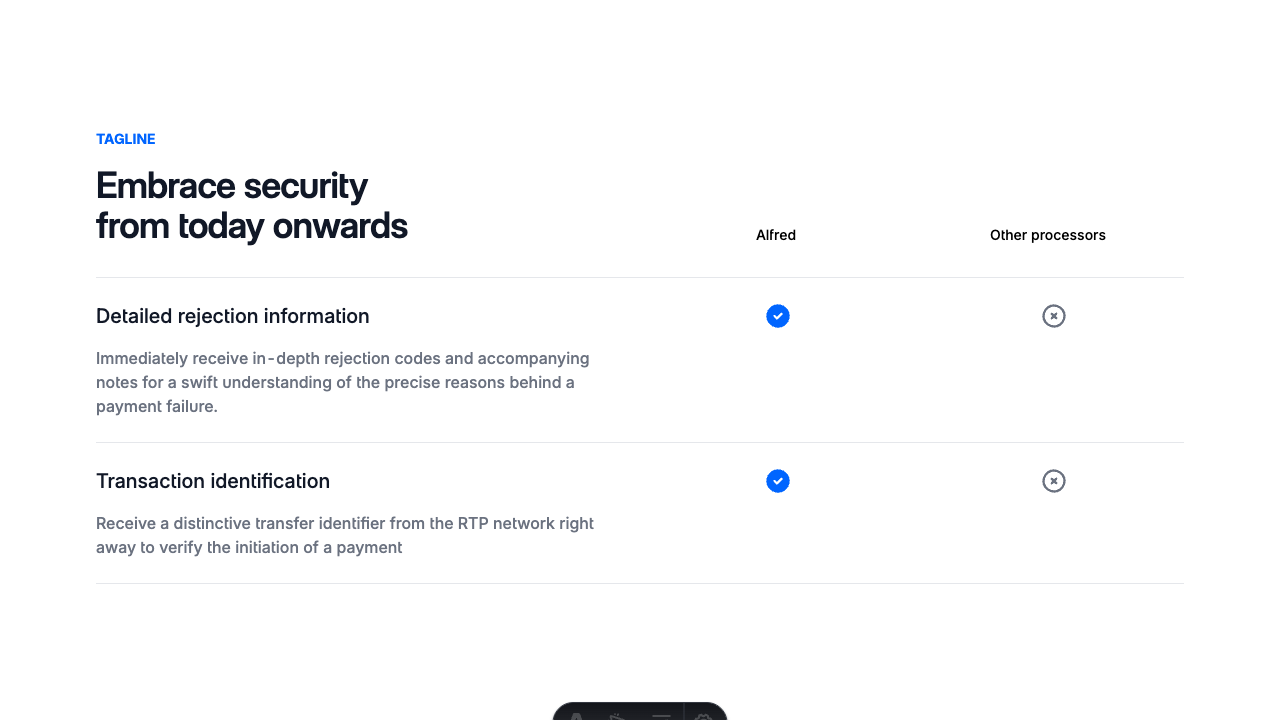 TAGLINE
Embrace security
from today onwards
Alfred
Other processors
Detailed rejection information
Immediately receive in-depth rejection codes and accompanying
notes for a swift understanding of the precise reasons behind a
payment failure.
Transaction identification
Receive a distinctive transfer identifier from the RTP network right
away to verify the initiation of a payment